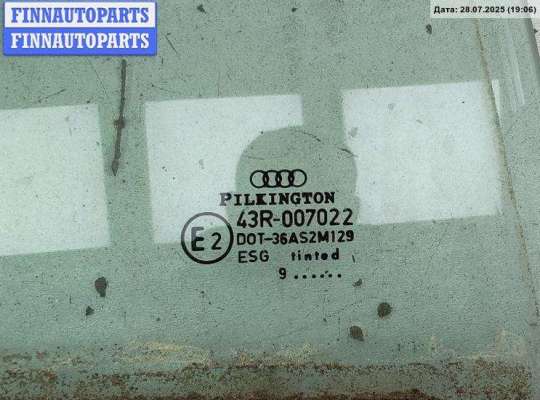 FINNAUTOPARTS
FINNAUTOPARTS
Дата: 28.07.2025 (19:06)
PILKINGTON
43R-007022
E2
DOT-36AS2M129
ESG tinted
9 ......